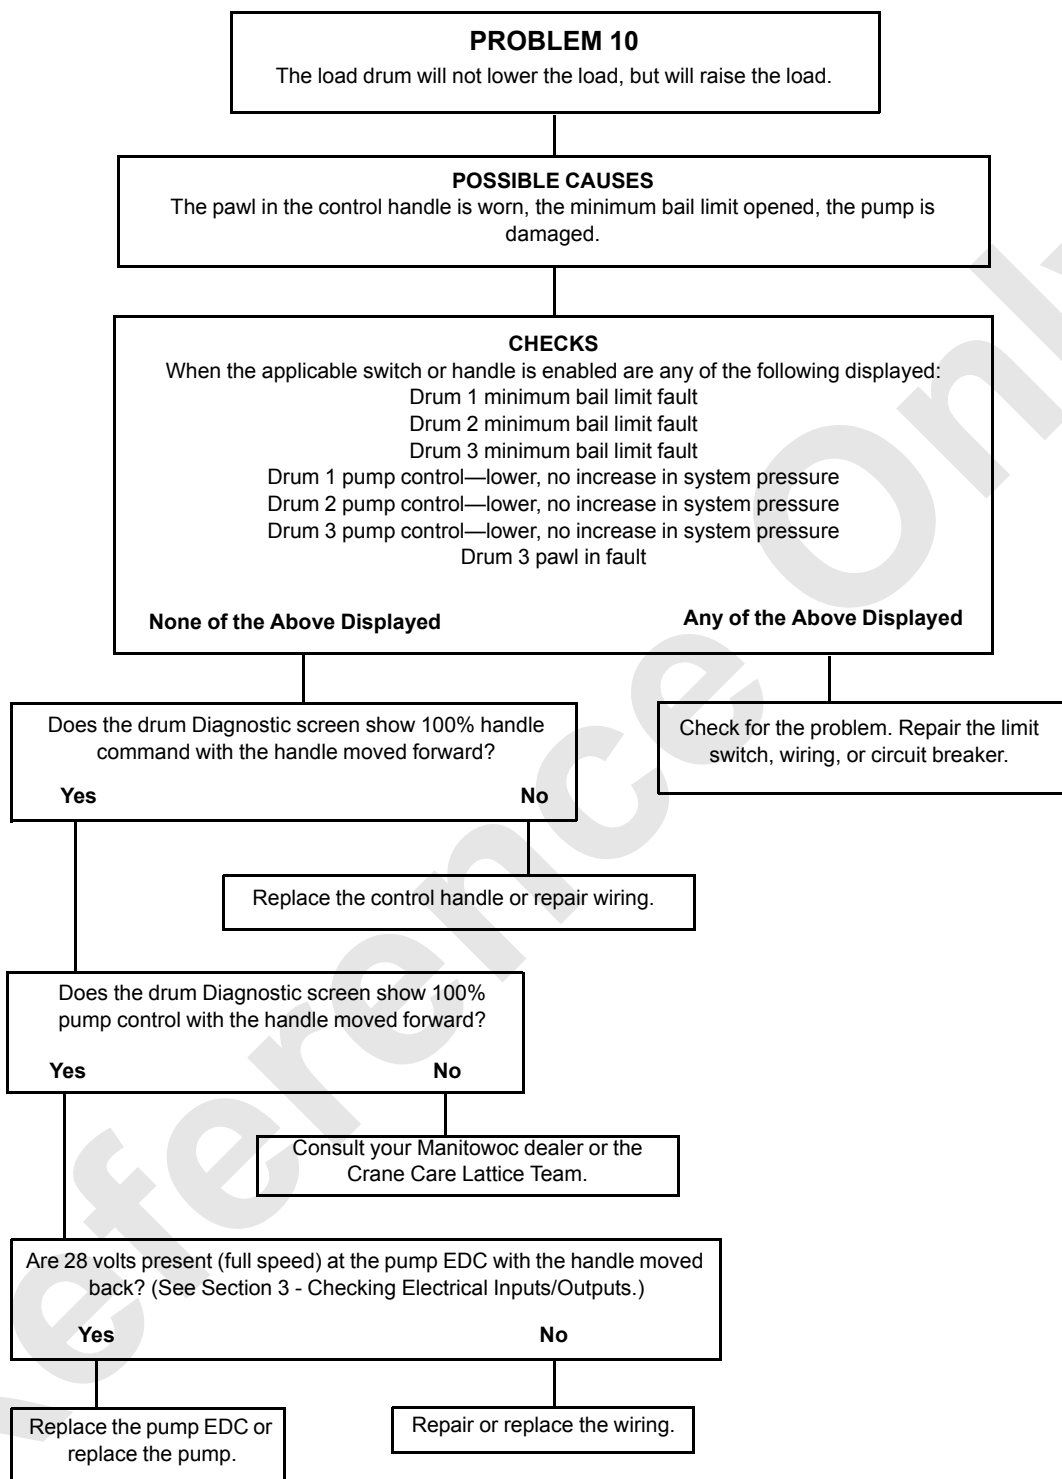 PROBLEM 10
The load drum will not lower the load, but will raise the load.
POSSIBLE CAUSES
The pawl in the control handle is worn, the minimum bail limit opened, the pump is
damaged.
CHECKS
When the applicable switch or handle is enabled are any of the following displayed:
Drum 1 minimum bail limit fault
Drum 2 minimum bail limit fault
Drum 3 minimum bail limit fault
Drum 1 pump control—lower, no increase in system pressure
Drum 2 pump control—lower, no increase in system pressure
Drum 3 pump control—lower, no increase in system pressure
Drum 3 pawl in fault
None of the Above Displayed
Any of the Above Displayed
Does the drum Diagnostic screen show 100% handle
command with the handle moved forward?
Yes
No
Check for the problem. Repair the limit
switch, wiring, or circuit breaker.
Replace the control handle or repair wiring.
Does the drum Diagnostic screen show 100%
pump control with the handle moved forward?
Yes
No
Consult your Manitowoc dealer or the
Crane Care Lattice Team.
Are 28 volts present (full speed) at the pump EDC with the handle moved
back? (See Section 3 - Checking Electrical Inputs/Outputs.)
Yes
No
Replace the pump EDC or
replace the pump.
Repair or replace the wiring.
Reference Only